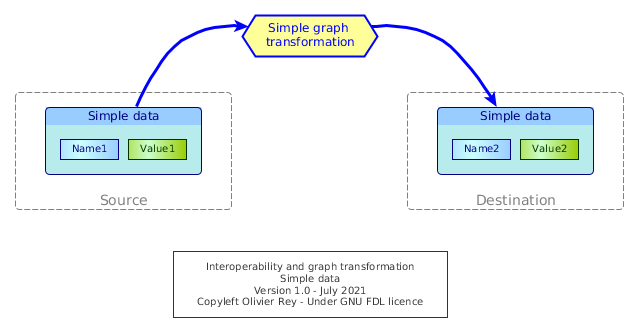 Simple graph
transformation
Simple data
Name1
Value1
Source
Simple data
Name2
Value2
Destination
Interoperability and graph transformation
Simple data
Version 1.0 - July 2021
Copyleft Olivier Rey - Under GNU FDL licence